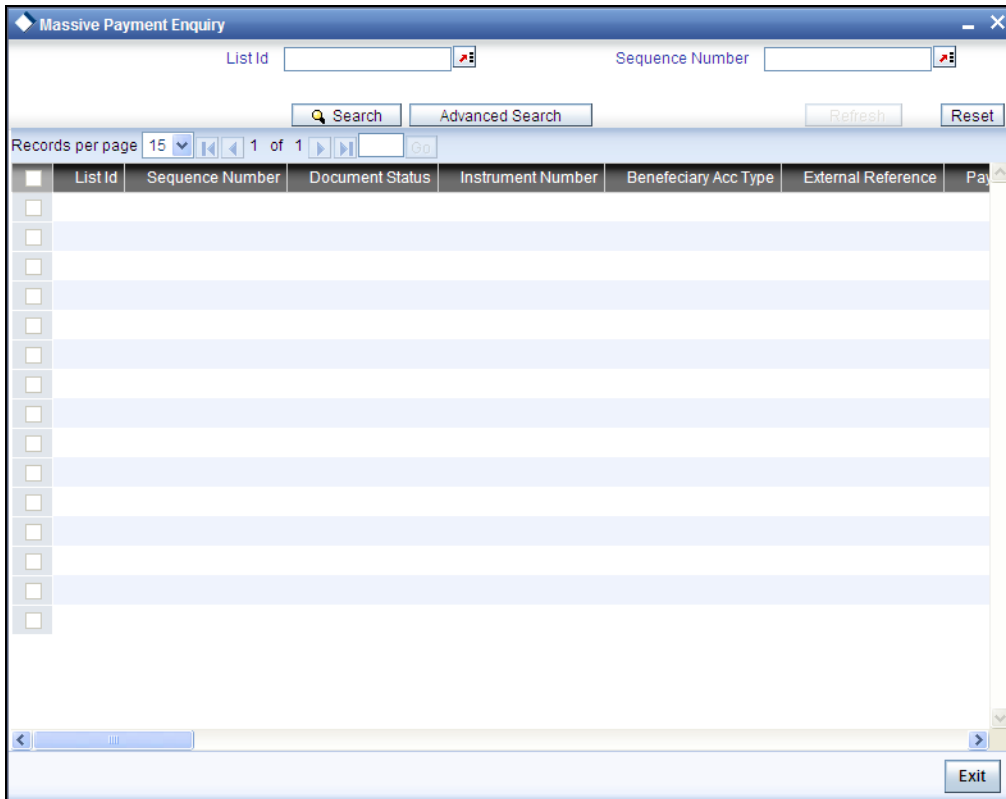 Massive Payment Enquiry
List Id Sequence Number
Search Advanced Search Refresh Reset
Records per page 15 1 of 1 Go
List Id Sequence Number Document Status Instrument Number Benefeciary Acc Type External Reference Pay
Exit